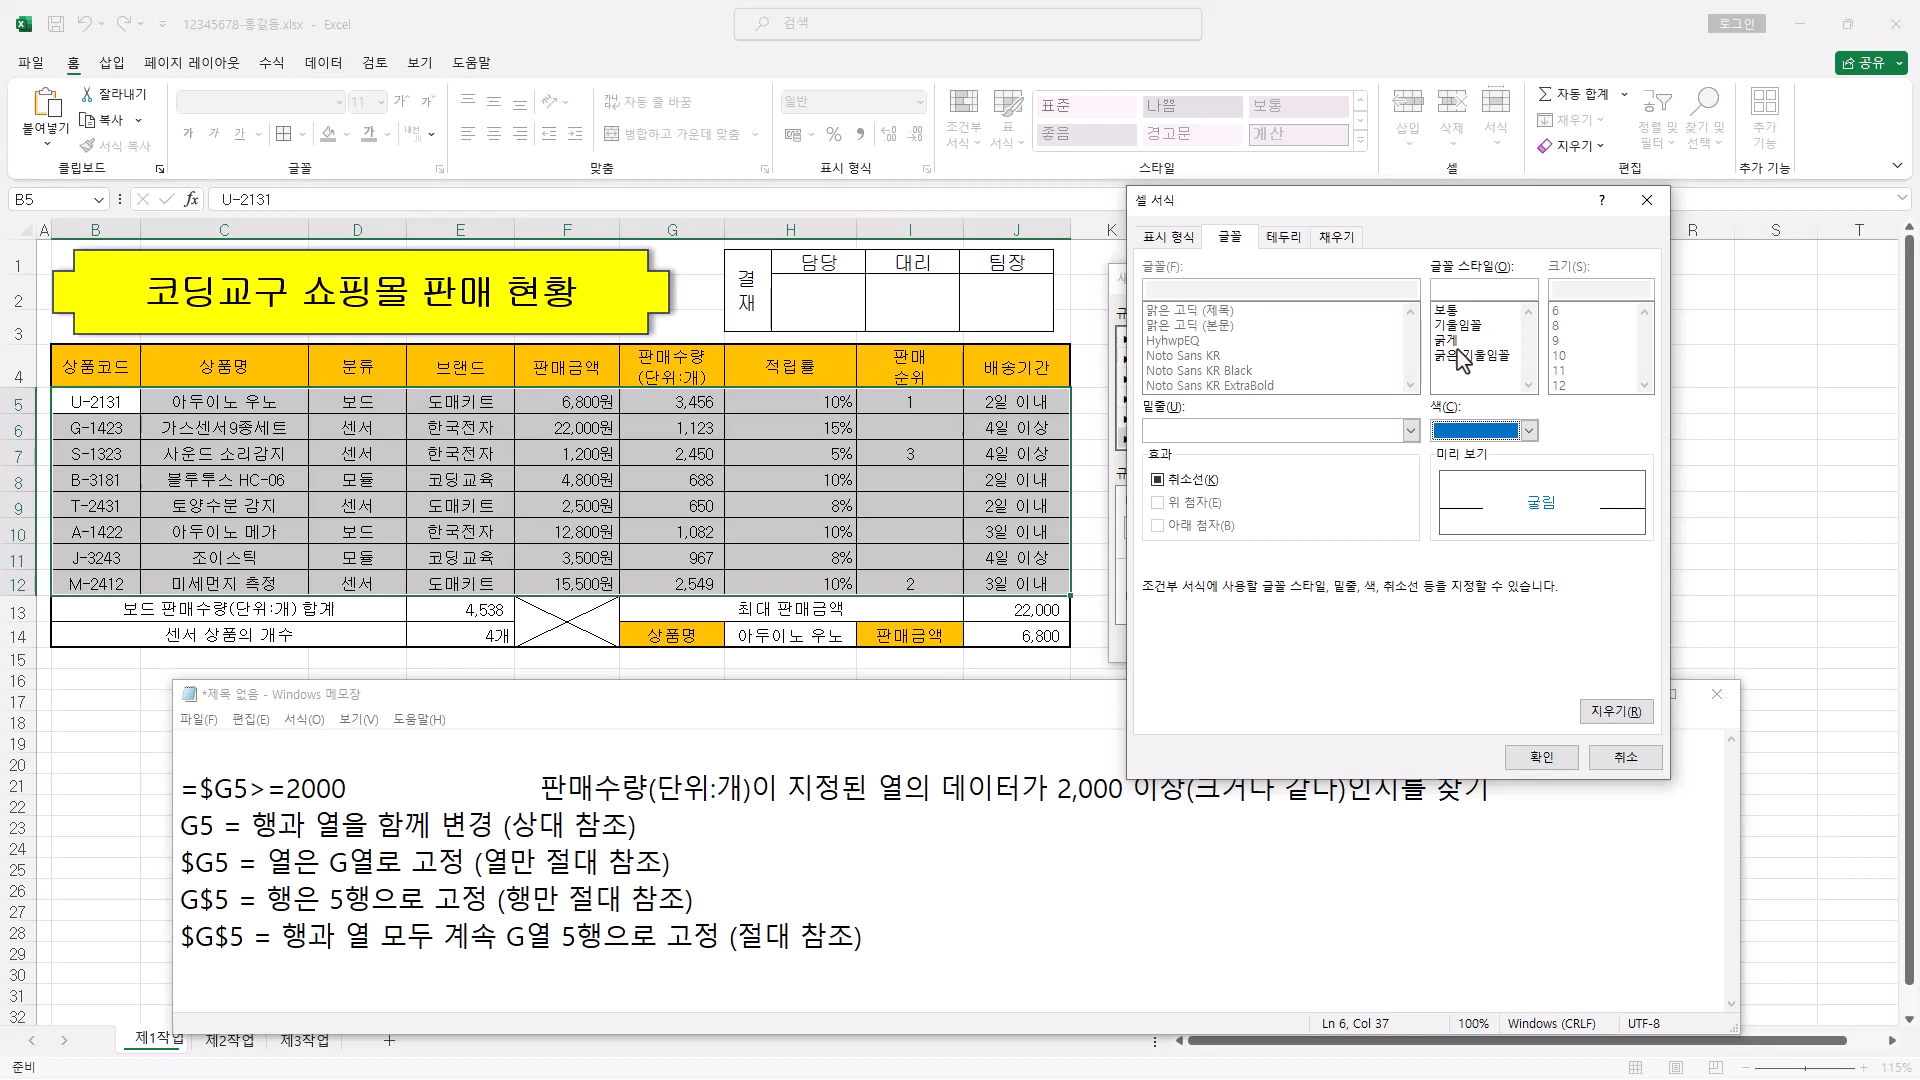 12345678-홍길동.xlsx - Excel
검색
로그인
파일 홈 삽입 페이지 레이아웃 수식 데이터 검토 보기 도움말
공유
붙여넣기
잘라내기
복사
서식 복사
클립보드
11
가
글꼴
자동 줄 바꿈
병합하고 가운데 맞춤
맞춤
일반
표시 형식
조건부 서식
표 서식
표준 나쁨 보통
좋음 경고문 계산
스타일
삽입 삭제 서식
셀
자동 합계
채우기
지우기
정렬 및 필터
찾기 및 선택
편집
추가 기능
추가 기능
B5
fx U-2131
A B C D E F G H I J K R S T
코딩교구 쇼핑몰 판매 현황
결재 담당 대리 팀장
상품코드 상품명 분류 브랜드 판매금액 판매수량(단위:개) 적립률 판매순위 배송기간
1
2
3
4
5 U-2131 아두이노 우노 보드 도매키트 6,800원 3,456 10% 1 2일 이내
6 G-1423 가스센서9종세트 센서 한국전자 22,000원 1,123 15% 4일 이상
7 S-1323 사운드 소리감지 센서 한국전자 1,200원 2,450 5% 3 4일 이상
8 B-3181 블루투스 HC-06 모듈 코딩교육 4,800원 688 10% 2일 이내
9 T-2431 토양수분 감지 센서 도매키트 2,500원 650 8% 2일 이내
10 A-1422 아두이노 메가 보드 한국전자 12,800원 1,082 10% 3일 이내
11 J-3243 조이스틱 모듈 코딩교육 3,500원 967 8% 4일 이상
12 M-2412 미세먼지 측정 센서 도매키트 15,500원 2,549 10% 2 3일 이내
13 보드 판매수량(단위:개) 합계 4,538 최대 판매금액 22,000
14 센서 상품의 개수 4개 상품명 아두이노 우노 판매금액 6,800
15
16
17
18
19
20
21
22
23
24
25
26
27
28
29
30
31
32
셀 서식
?
표시 형식 글꼴 테두리 채우기
글꼴(F): 글꼴 스타일(O): 크기(S):
맑은 고딕 (제목) 보통 6
맑은 고딕 (본문) 기울임꼴 8
HyhwpEQ 굵게 9
Noto Sans KR 굵은 기울임꼴 10
Noto Sans KR Black 11
Noto Sans KR ExtraBold 12
밑줄(U): 색(C):
효과 미리 보기
취소선(K)
위 첨자(E)
아래 첨자(B)
굴림
조건부 서식에 사용할 글꼴 스타일, 밑줄, 색, 취소선 등을 지정할 수 있습니다.
지우기(R)
확인 취소
*제목 없음 - Windows 메모장
파일(F) 편집(E) 서식(O) 보기(V) 도움말(H)
=$G5>=2000 판매수량(단위:개)이 지정된 열의 데이터가 2,000 이상(크거나 같다)인지를 찾기
G5 = 행과 열을 함께 변경 (상대 참조)
$G5 = 열은 G열로 고정 (열만 절대 참조)
G$5 = 행은 5행으로 고정 (행만 절대 참조)
$G$5 = 행과 열 모두 계속 G열 5행으로 고정 (절대 참조)
Ln 6, Col 37 100% Windows (CRLF) UTF-8
제1작업 제2작업 제3작업
준비
115%